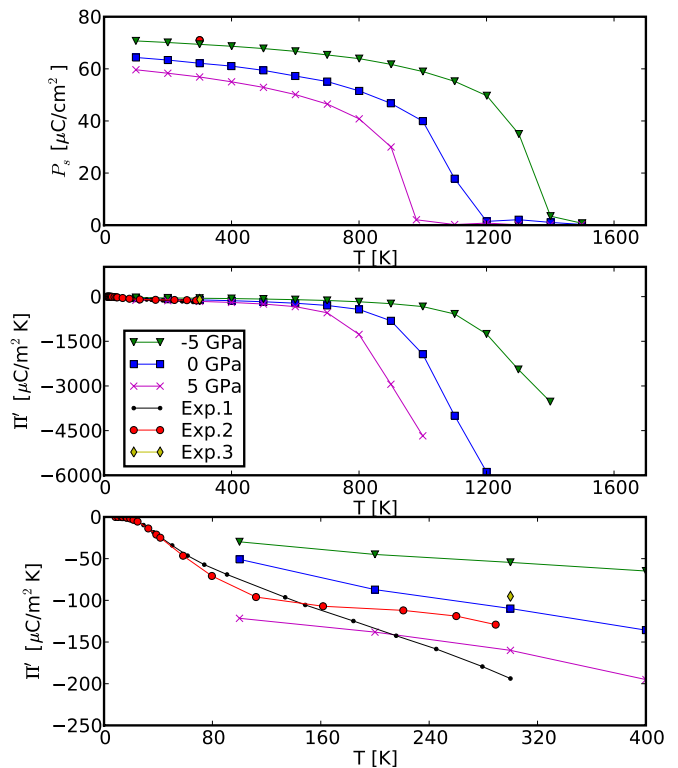 80
60
40
20
0
P_s [μC/cm²]
0 400 800 1200 1600
T [K]
0
−1500
−3000
−4500
−6000
Π' [μC/m² K]
-5 GPa
0 GPa
5 GPa
Exp.1
Exp.2
Exp.3
0 400 800 1200 1600
T [K]
0
−50
−100
−150
−200
−250
Π' [μC/m² K]
0 80 160 240 320 400
T [K]